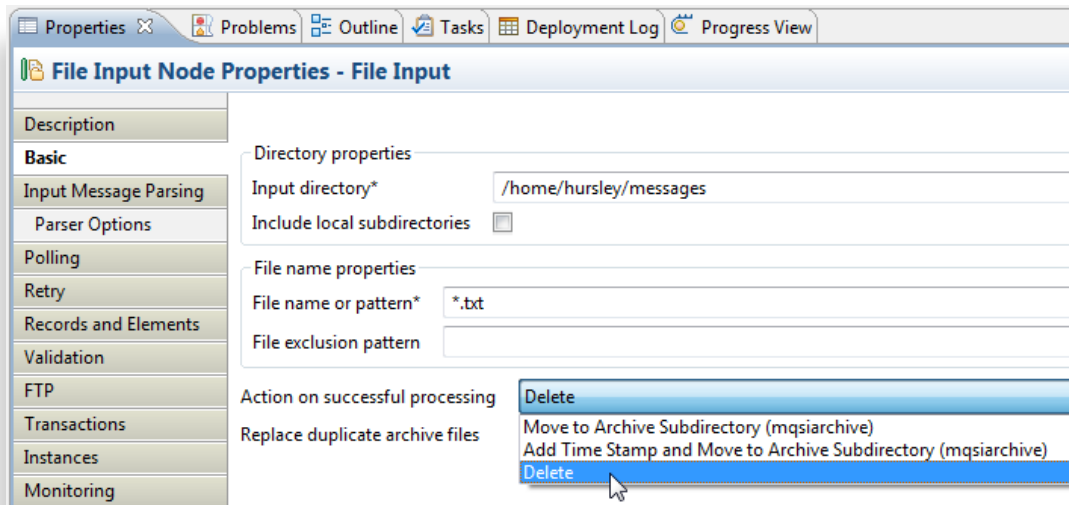 Properties Problems Outline Tasks Deployment Log Progress View
File Input Node Properties - File Input
Description
Basic
Input Message Parsing
Parser Options
Polling
Retry
Records and Elements
Validation
FTP
Transactions
Instances
Monitoring
Directory properties
Input directory* /home/hursley/messages
Include local subdirectories
File name properties
File name or pattern* *.txt
File exclusion pattern
Action on successful processing Delete
Replace duplicate archive files
Move to Archive Subdirectory (mqsiarchive)
Add Time Stamp and Move to Archive Subdirectory (mqsiarchive)
Delete